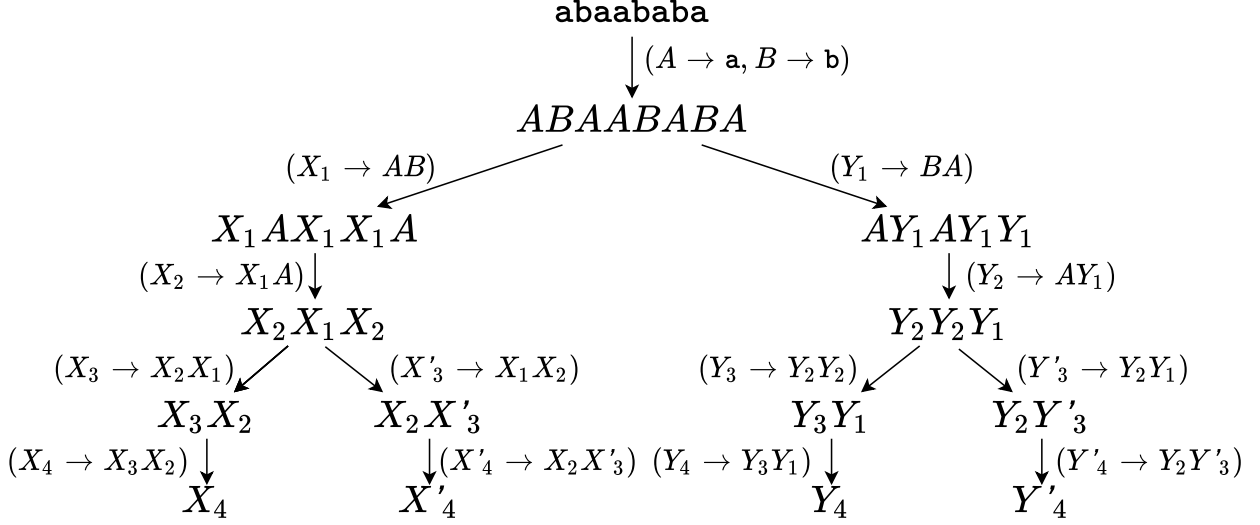 abaababa
(A → a, B → b)
ABAABABA
(X₁ → AB) (Y₁ → BA)
X₁AX₁X₁A AY₁AY₁Y₁
(X₂ → X₁A) (Y₂ → AY₁)
X₂X₁X₂ Y₂Y₂Y₁
(X₃ → X₂X₁) (X'₃ → X₁X₂) (Y₃ → Y₂Y₂) (Y'₃ → Y₂Y₁)
X₃X₂ X₂X'₃ Y₃Y₁ Y₂Y'₃
(X₄ → X₃X₂) (X'₄ → X₂X'₃) (Y₄ → Y₃Y₁) (Y'₄ → Y₂Y'₃)
X₄ X'₄ Y₄ Y'₄